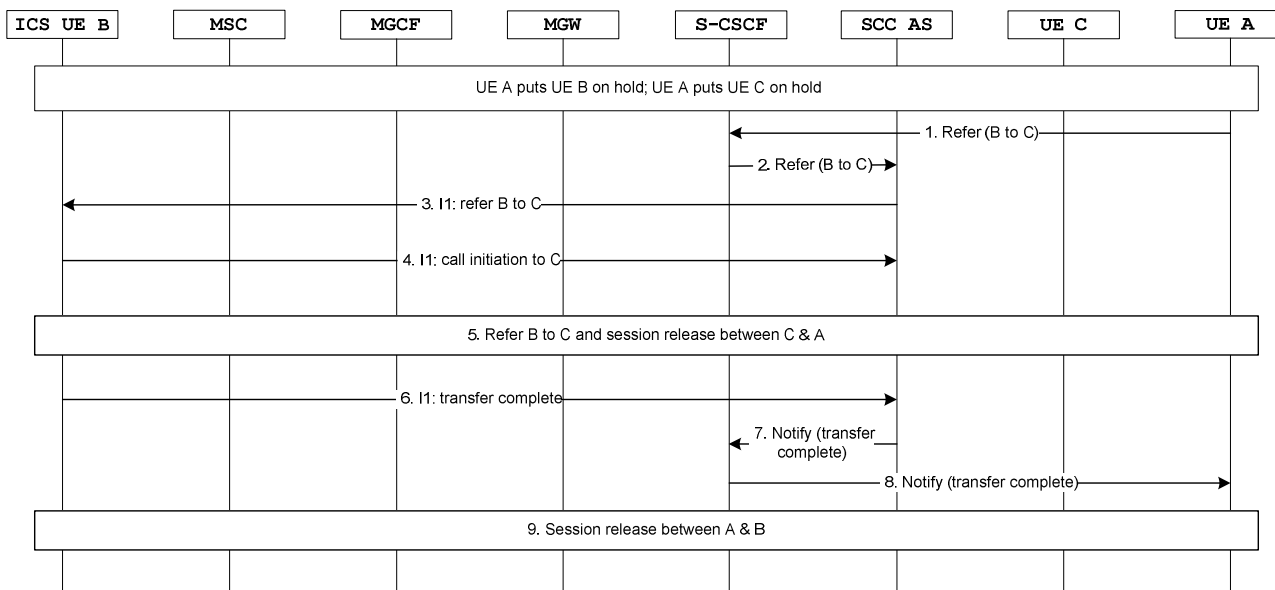 ICS UE B MSC MGCF MGW S-CSCF SCC AS UE C UE A
UE A puts UE B on hold; UE A puts UE C on hold
1. Refer (B to C)
2. Refer (B to C)
3. I1: refer B to C
4. I1: call initiation to C
5. Refer B to C and session release between C & A
6. I1: transfer complete
7. Notify (transfer
complete)
8. Notify (transfer complete)
9. Session release between A & B